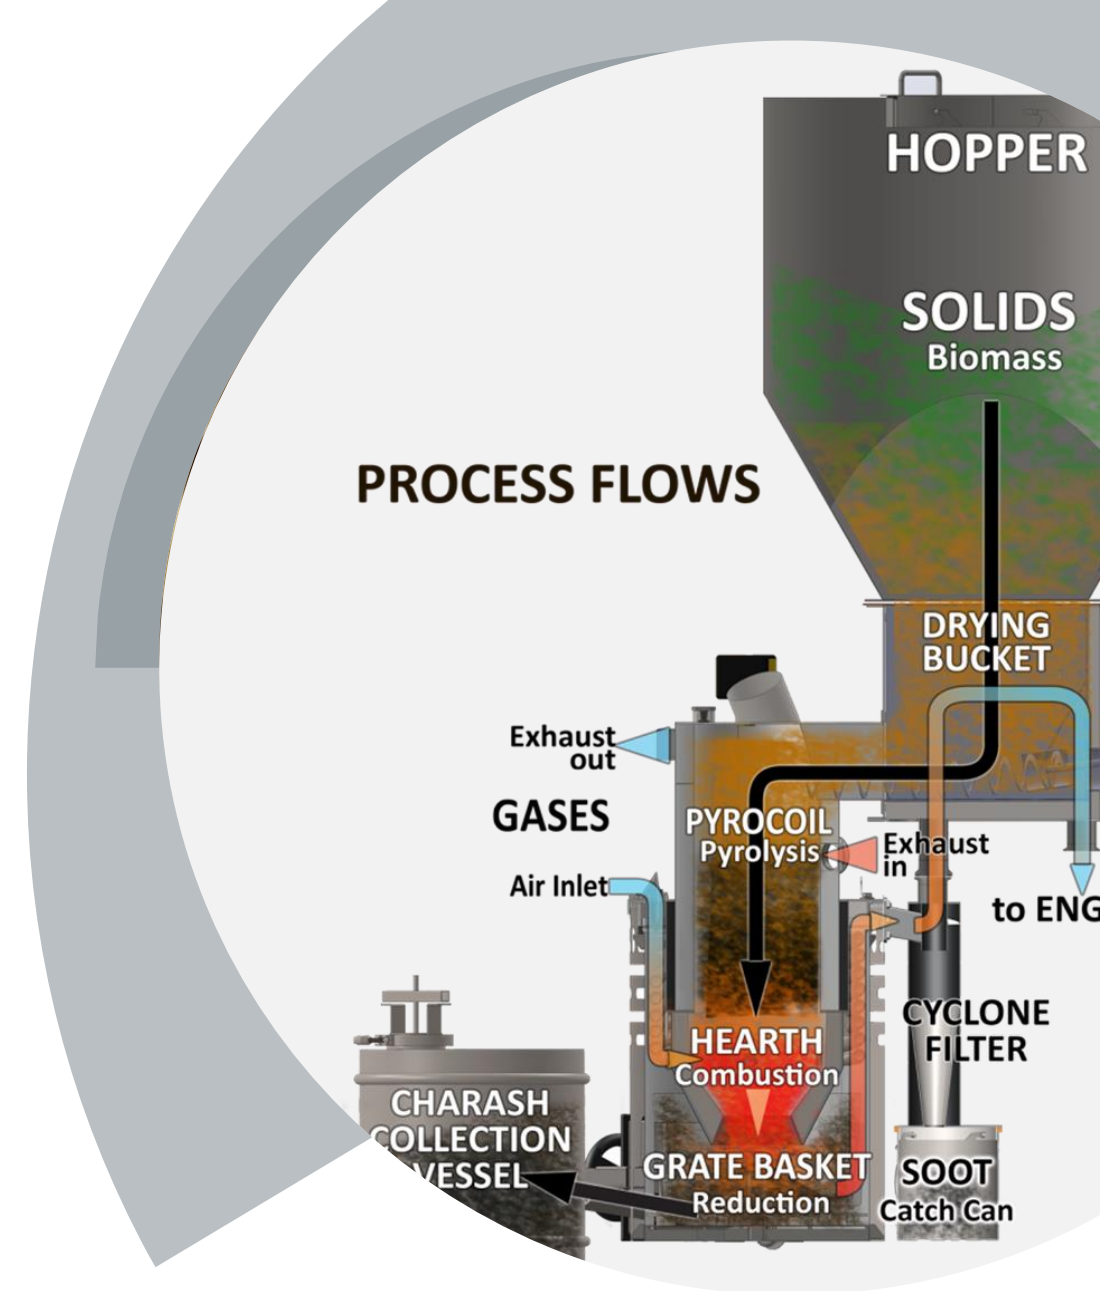 HOPPER
SOLIDS
Biomass
PROCESS FLOWS
DRYING
BUCKET
Exhaust
out
GASES
PYROCOIL
Pyrolysis
Exhaust
in
Air Inlet
to ENG
CYCLONE
FILTER
HEARTH
Combustion
CHARASH
COLLECTION
VESSEL
GRATE BASKET
Reduction
SOOT
Catch Can